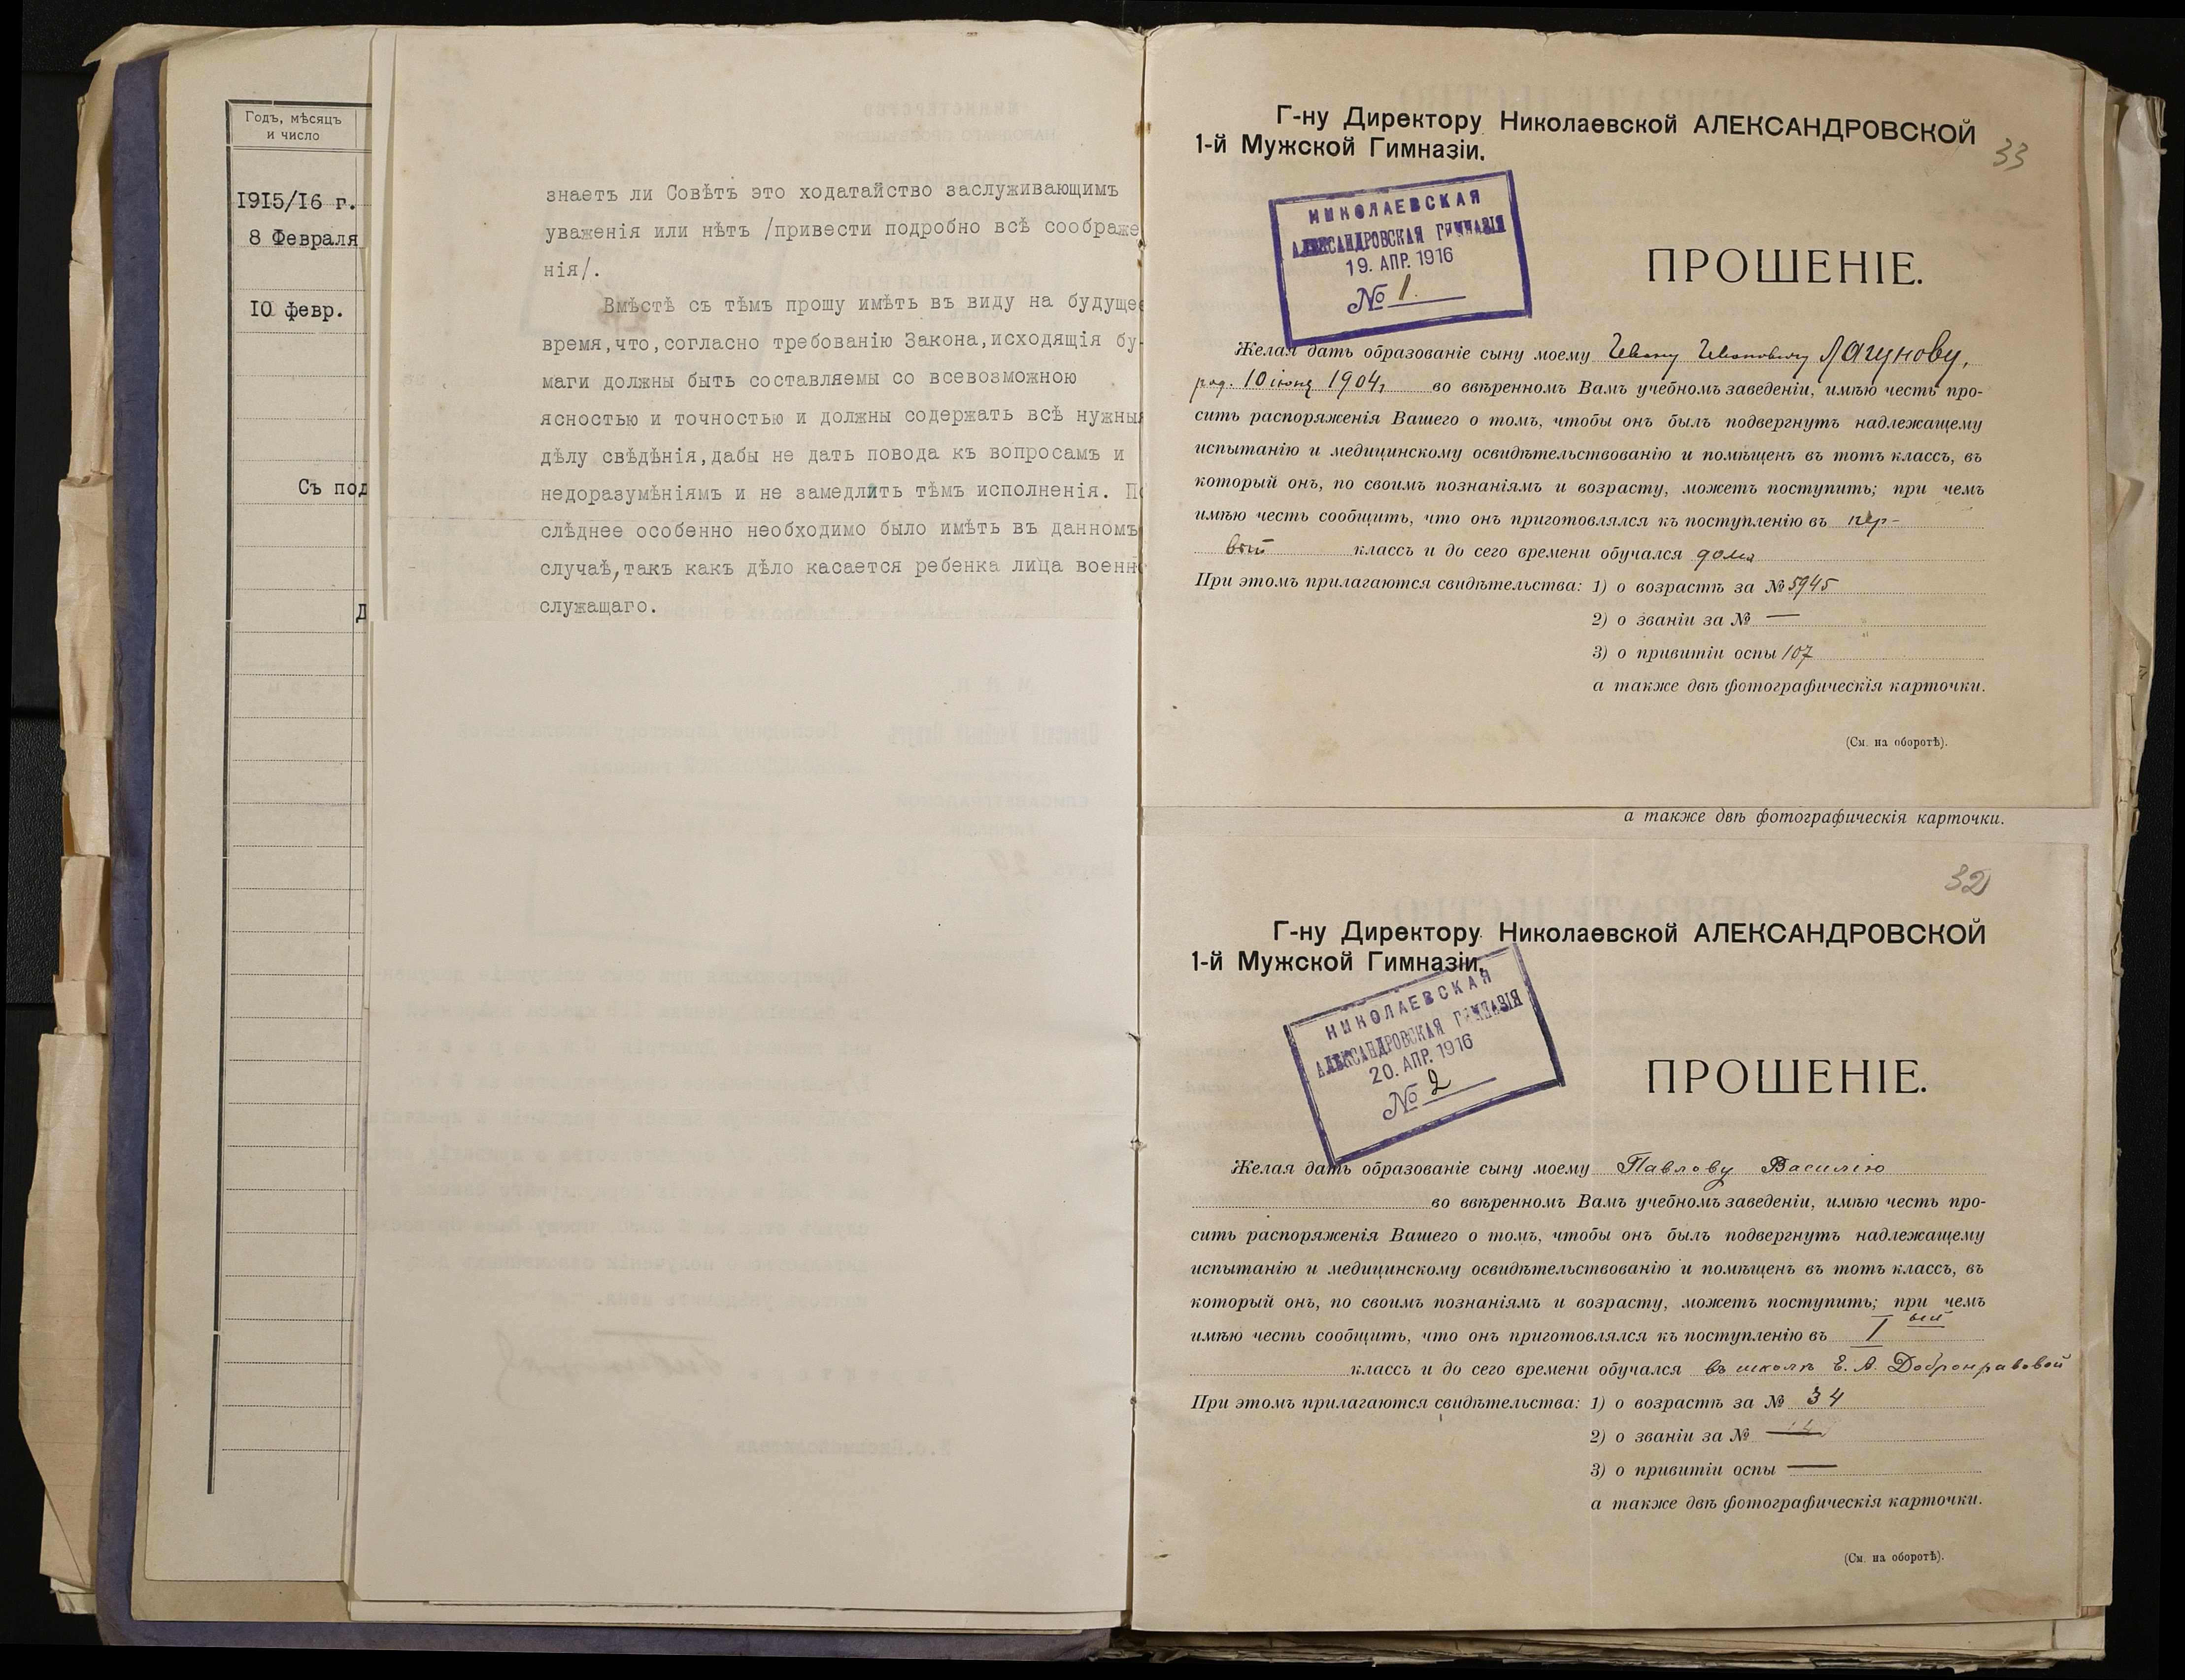 Годъ, мѣсяцъ
и число
1915/16 г.
8 Февраля
10 февр.
Съ под
Д
знаетъ ли Совѣтъ это ходатайство заслуживающимъ
уваженія или нѣтъ /привести подробно всѣ соображе
нія/.
Вмѣстѣ съ тѣмъ прошу имѣть въ виду на будущее
время,что,согласно требованію Закона,исходящія бу-
маги должны быть составляемы со всевозможною
ясностью и точностью и должны содержать всѣ нужныя
дѣлу свѣдѣнія,дабы не дать повода къ вопросамъ и
недоразумѣніямъ и не замедлить тѣмъ исполненія. По
слѣднее особенно необходимо было имѣть въ данномъ
случаѣ,такъ какъ дѣло касается ребенка лица военно
служащаго.
Г-ну Директору Николаевской АЛЕКСАНДРОВСКОЙ
1-й Мужской Гимназіи.
33
НИКОЛАЕВСКАЯ
АЛЕКСАНДРОВСКАЯ ГИМНАЗІЯ
19. АПР. 1916
№ 1.
ПРОШЕНІЕ.
Желая дать образованіе сыну моему Ивану Ивановичу Лагунову,
род. 10 іюня 1904г во ввѣренномъ Вамъ учебномъ заведеніи, имѣю честь про-
сить распоряженія Вашего о томъ, чтобы онъ былъ подвергнутъ надлежащему
испытанію и медицинскому освидѣтельствованію и помѣщенъ въ тотъ классъ, въ
который онъ, по своимъ познаніямъ и возрасту, можетъ поступить; при чемъ
имѣю честь сообщить, что онъ приготовлялся къ поступленію въ пер-
вый классъ и до сего времени обучался дома
При этомъ прилагаются свидѣтельства: 1) о возрастѣ за № 5945
2) о званіи за № —
3) о привитіи оспы 107
а также двѣ фотографическія карточки.
(См. на оборотѣ).
а также двѣ фотографическія карточки.
32
Г-ну Директору Николаевской АЛЕКСАНДРОВСКОЙ
1-й Мужской Гимназіи.
НИКОЛАЕВСКАЯ
АЛЕКСАНДРОВСКАЯ ГИМНАЗІЯ
20. АПР. 1916
№ 2
ПРОШЕНІЕ.
Желая дать образованіе сыну моему Павлову Василію
во ввѣренномъ Вамъ учебномъ заведеніи, имѣю честь про-
сить распоряженія Вашего о томъ, чтобы онъ былъ подвергнутъ надлежащему
испытанію и медицинскому освидѣтельствованію и помѣщенъ въ тотъ классъ, въ
который онъ, по своимъ познаніямъ и возрасту, можетъ поступить; при чемъ
имѣю честь сообщить, что онъ приготовлялся къ поступленію въ I ый
классъ и до сего времени обучался въ школѣ Е. А. Добронравовой
При этомъ прилагаются свидѣтельства: 1) о возрастѣ за № 34
2) о званіи за № —
3) о привитіи оспы —
а также двѣ фотографическія карточки.
(См. на оборотѣ).